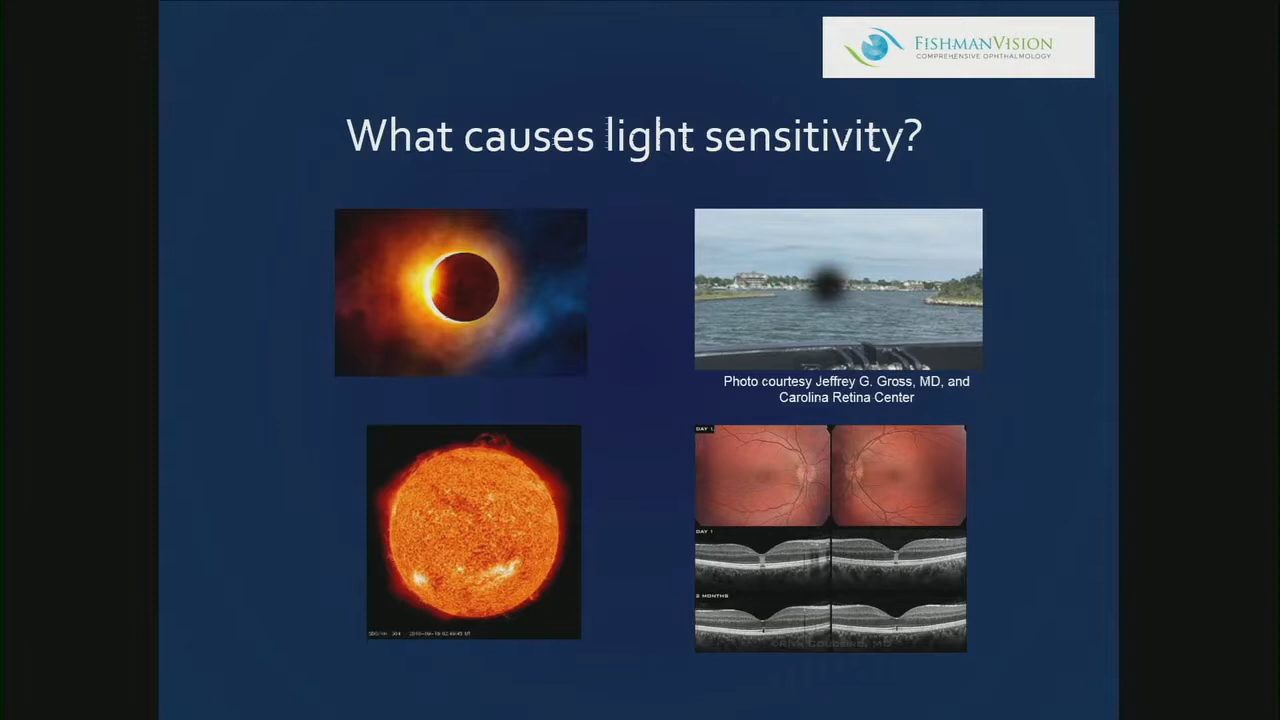 FISHMANVISION
COMPREHENSIVE OPHTHALMOLOGY
What causes light sensitivity?
Photo courtesy Jeffrey G. Gross, MD, and
Carolina Retina Center
DAY 1
DAY 1
2 MONTHS